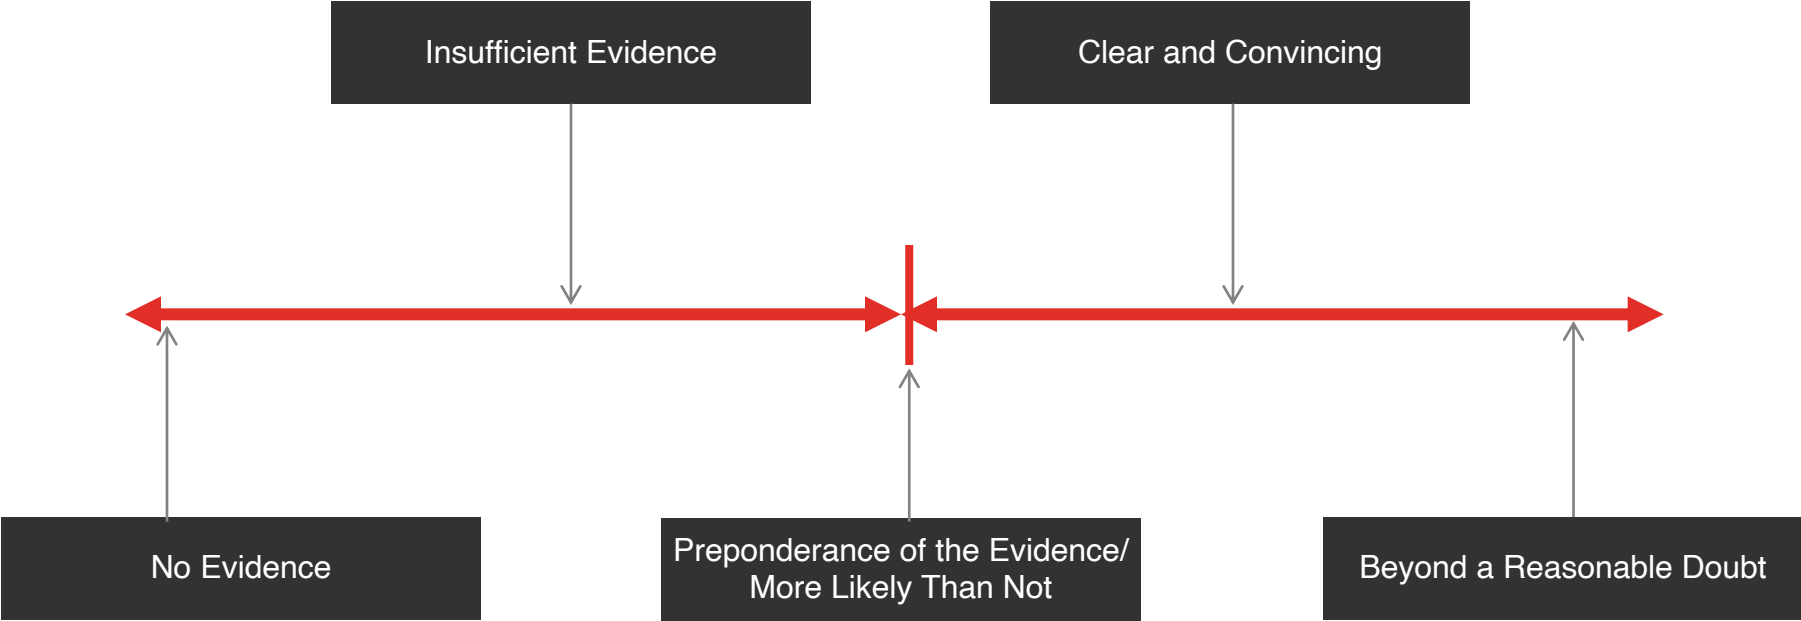 Insufficient Evidence
Clear and Convincing
No Evidence
Preponderance of the Evidence/
More Likely Than Not
Beyond a Reasonable Doubt